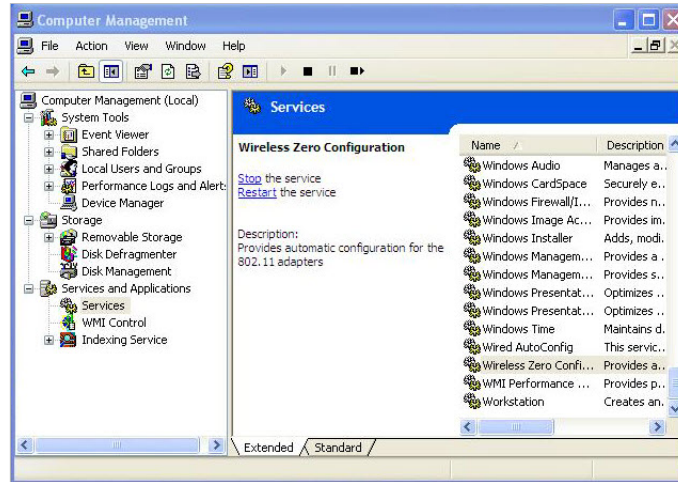 Computer Management
File Action View Window Help
Computer Management (Local)
System Tools
Event Viewer
Shared Folders
Local Users and Groups
Performance Logs and Alert:
Device Manager
Storage
Removable Storage
Disk Defragmenter
Disk Management
Services and Applications
Services
WMI Control
Indexing Service
Services
Wireless Zero Configuration
Stop the service
Restart the service
Description:
Provides automatic configuration for the
802.11 adapters
Name Description
Windows Audio Manages a..
Windows CardSpace Securely e..
Windows Firewall/I... Provides n..
Windows Image Ac... Provides im.
Windows Installer Adds, modi.
Windows Managem... Provides a .
Windows Managem... Provides s..
Windows Presentat... Optimizes ..
Windows Presentat... Optimizes ..
Windows Time Maintains d.
Wired AutoConfig This servic..
Wireless Zero Confi... Provides a..
WMI Performance ... Provides p..
Workstation Creates an.
Extended Standard